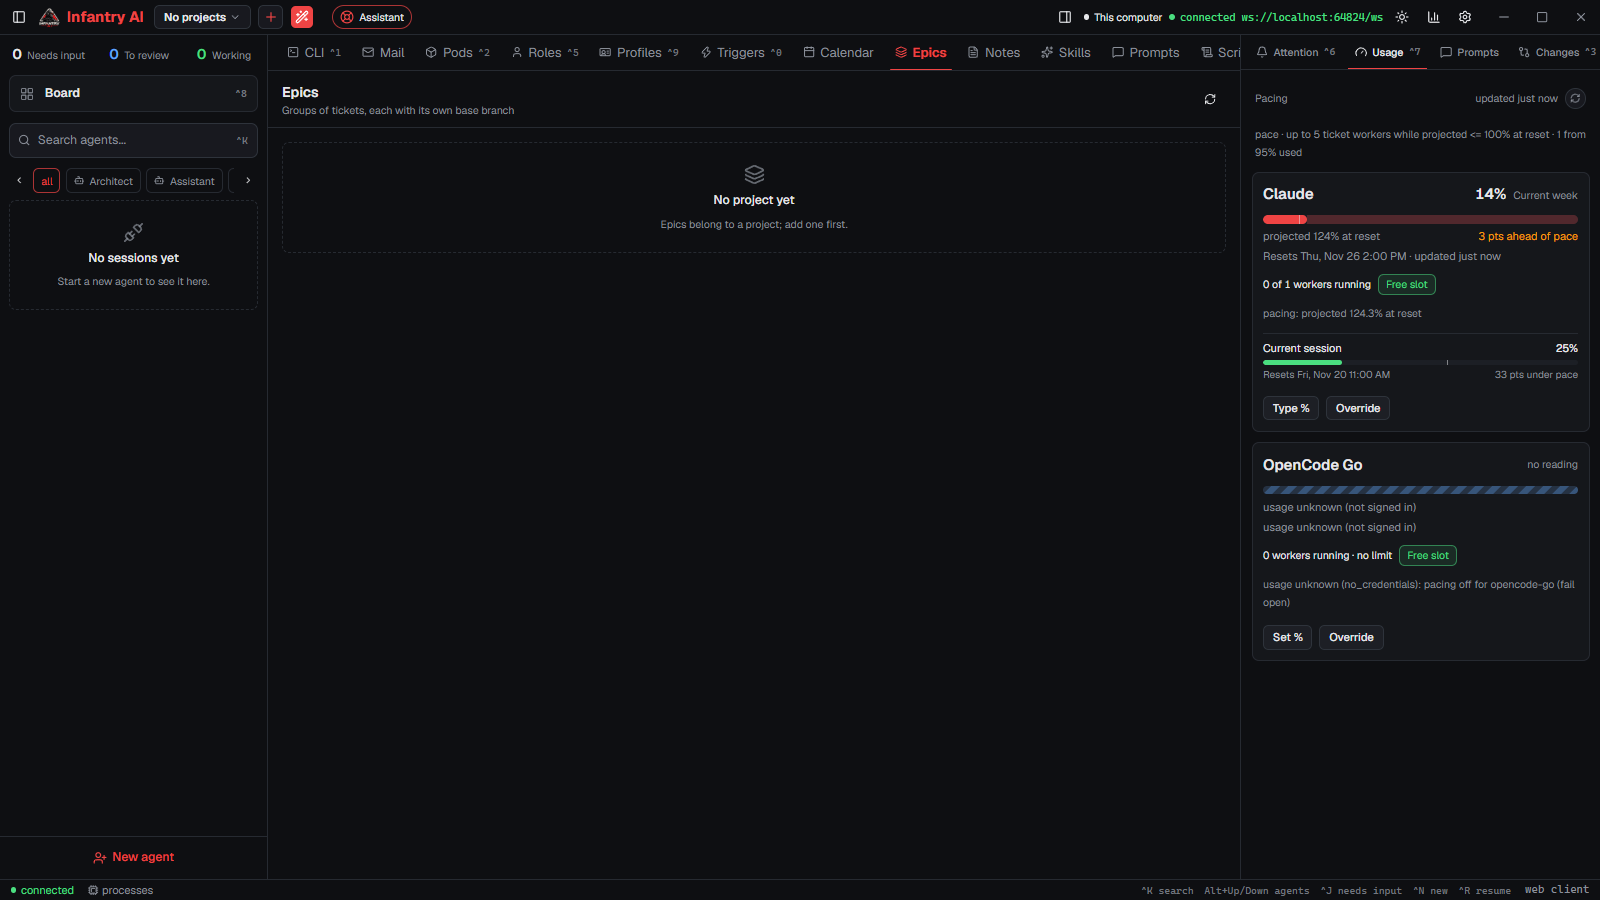 Infantry AI
No projects
Assistant
This computer
connected ws://localhost:64824/ws
0 Needs input
0 To review
0 Working
Board ^8
Search agents... ^K
all
Architect
Assistant
No sessions yet
Start a new agent to see it here.
New agent
CLI ^1
Mail
Pods ^2
Roles ^5
Profiles ^9
Triggers ^0
Calendar
Epics
Notes
Skills
Prompts
Scri
Epics
Groups of tickets, each with its own base branch
No project yet
Epics belong to a project; add one first.
Attention ^6
Usage ^7
Prompts
Changes ^3
Pacing
updated just now
pace · up to 5 ticket workers while projected <= 100% at reset · 1 from
95% used
Claude
14% Current week
projected 124% at reset
3 pts ahead of pace
Resets Thu, Nov 26 2:00 PM · updated just now
0 of 1 workers running
Free slot
pacing: projected 124.3% at reset
Current session
25%
Resets Fri, Nov 20 11:00 AM
33 pts under pace
Type %
Override
OpenCode Go
no reading
usage unknown (not signed in)
usage unknown (not signed in)
0 workers running · no limit
Free slot
usage unknown (no_credentials): pacing off for opencode-go (fail
open)
Set %
Override
connected
processes
^K search
Alt+Up/Down agents
^J needs input
^N new
^R resume
web client